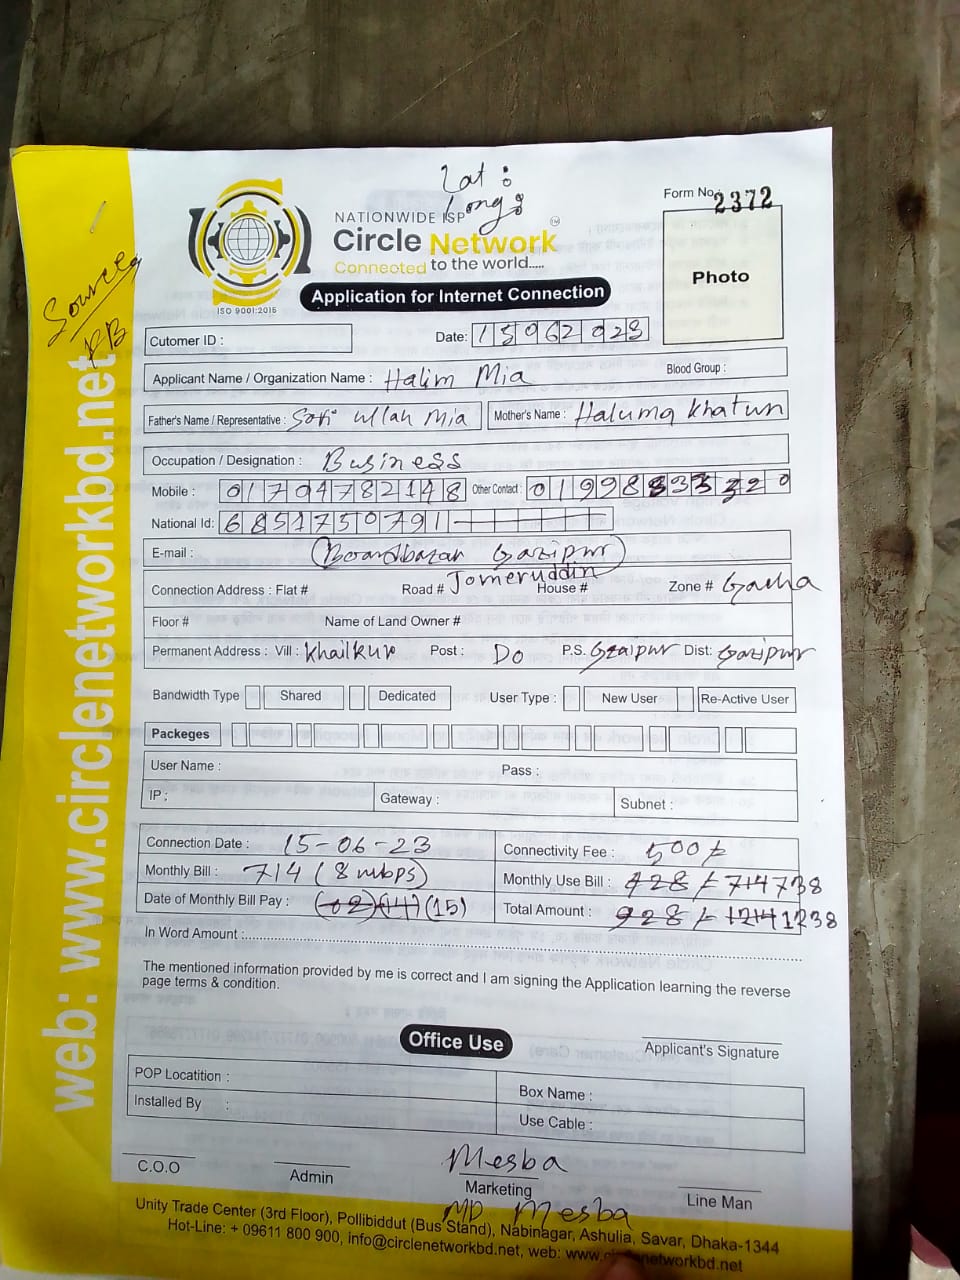 Lat :
Long :
Form No. 2372
NATIONWIDE ISP
Circle Network TM
Connected to the world.....
ISO 9001:2015
Application for Internet Connection
Photo
Source
RB
web: www.circlenetworkbd.net
Cutomer ID :
Date: 15062023
Applicant Name / Organization Name : Halim Mia Blood Group :
Father's Name / Representative : Sofi ullah Mia Mother's Name : Haluma Khatun
Occupation / Designation : Business
Mobile : 01704782148 Other Contact : 01998833220
National Id: 6851750791
E-mail : (Boardbazar Gazipur)
Connection Address : Flat # Road # Jomeruddin House # Zone # Gacha
Floor # Name of Land Owner #
Permanent Address : Vill : Khailkur Post : Do P.S. Gzaipur Dist: Gazipur
Bandwidth Type Shared Dedicated User Type : New User Re-Active User
Packeges
User Name : Pass :
IP : Gateway : Subnet :
Connection Date : 15-06-23 Connectivity Fee : 500/-
Monthly Bill : 714 (8 mbps) Monthly Use Bill : 428/- 714 738
Date of Monthly Bill Pay : (02) (14) (15) Total Amount : 928/- 1214 1238
In Word Amount :
The mentioned information provided by me is correct and I am signing the Application learning the reverse
page terms & condition.
Applicant's Signature
Office Use
POP Locatition : Box Name :
Installed By : Use Cable :
Mesba
C.O.O Admin Marketing Line Man
MD Mesba
Unity Trade Center (3rd Floor), Pollibiddut (Bus Stand), Nabinagar, Ashulia, Savar, Dhaka-1344
Hot-Line: + 09611 800 900, info@circlenetworkbd.net, web: www.circlenetworkbd.net